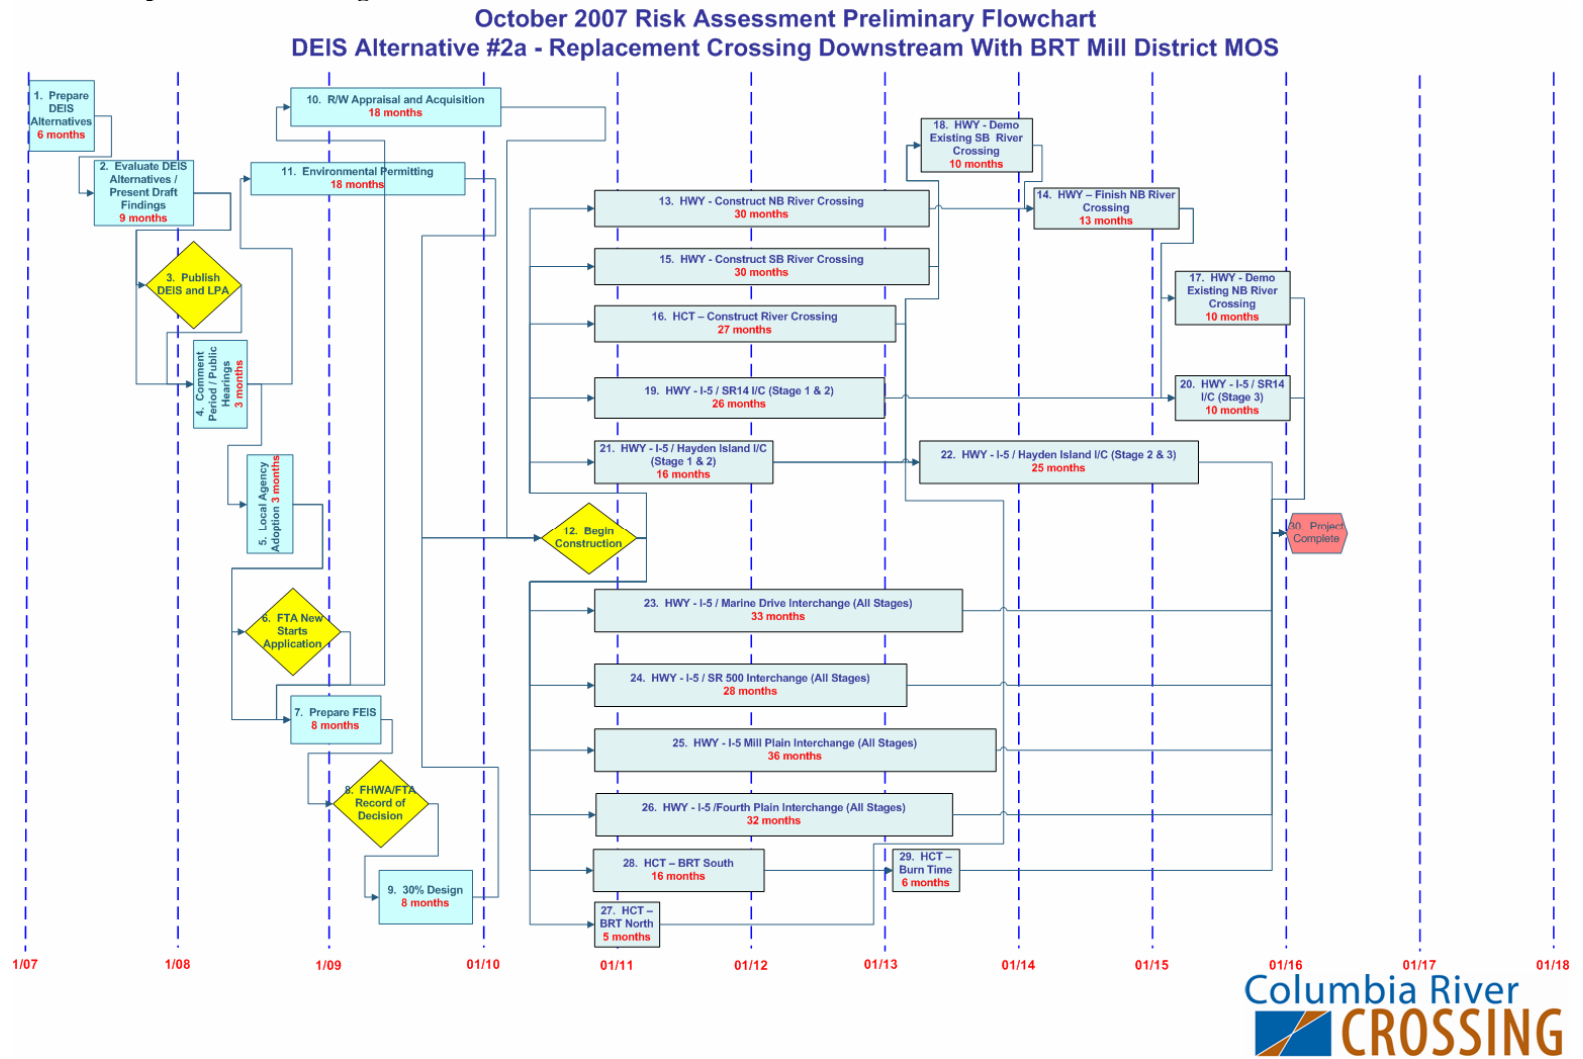 October 2007 Risk Assessment Preliminary Flowchart
DEIS Alternative #2a - Replacement Crossing Downstream With BRT Mill District MOS
1. Prepare
DEIS
Alternatives
6 months
2. Evaluate DEIS
Alternatives /
Present Draft
Findings
9 months
3. Publish
DEIS and LPA
4. Comment
Period / Public
Hearings
3 months
5. Local Agency
Adoption 3 months
6. FTA New
Starts
Application
7. Prepare FEIS
8 months
8. FHWA/FTA
Record of
Decision
9. 30% Design
8 months
10. R/W Appraisal and Acquisition
18 months
11. Environmental Permitting
18 months
12. Begin
Construction
13. HWY - Construct NB River Crossing
30 months
18. HWY - Demo
Existing SB River
Crossing
10 months
14. HWY – Finish NB River
Crossing
13 months
15. HWY - Construct SB River Crossing
30 months
16. HCT – Construct River Crossing
27 months
17. HWY - Demo
Existing NB River
Crossing
10 months
19. HWY - I-5 / SR14 I/C (Stage 1 & 2)
26 months
20. HWY - I-5 / SR14
I/C (Stage 3)
10 months
21. HWY - I-5 / Hayden Island I/C
(Stage 1 & 2)
16 months
22. HWY - I-5 / Hayden Island I/C (Stage 2 & 3)
25 months
30. Project
Complete
23. HWY - I-5 / Marine Drive Interchange (All Stages)
33 months
24. HWY - I-5 / SR 500 Interchange (All Stages)
28 months
25. HWY - I-5 Mill Plain Interchange (All Stages)
36 months
26. HWY - I-5 /Fourth Plain Interchange (All Stages)
32 months
28. HCT – BRT South
16 months
29. HCT –
Burn Time
6 months
27. HCT –
BRT North
5 months
1/07 1/08 1/09 01/10 01/11 01/12 01/13 01/14 01/15 01/16 01/17 01/18
Columbia River
CROSSING